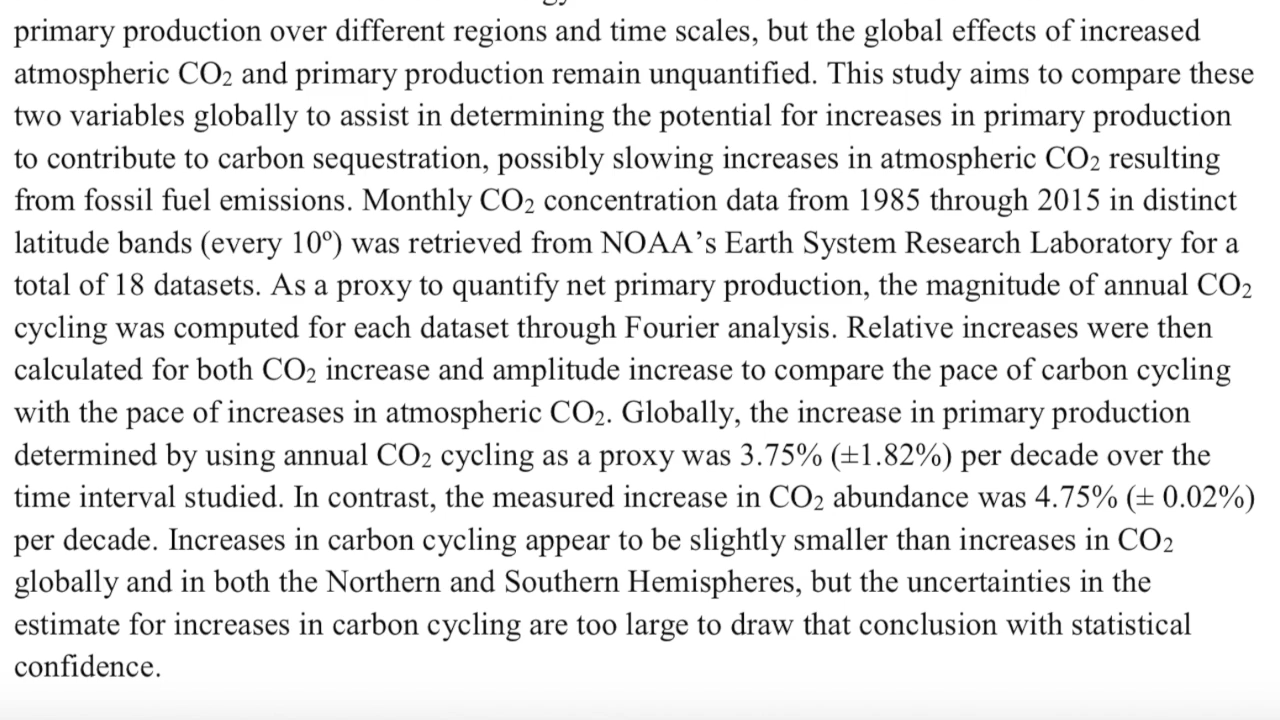 primary production over different regions and time scales, but the global effects of increased
atmospheric CO₂ and primary production remain unquantified. This study aims to compare these
two variables globally to assist in determining the potential for increases in primary production
to contribute to carbon sequestration, possibly slowing increases in atmospheric CO₂ resulting
from fossil fuel emissions. Monthly CO₂ concentration data from 1985 through 2015 in distinct
latitude bands (every 10º) was retrieved from NOAA’s Earth System Research Laboratory for a
total of 18 datasets. As a proxy to quantify net primary production, the magnitude of annual CO₂
cycling was computed for each dataset through Fourier analysis. Relative increases were then
calculated for both CO₂ increase and amplitude increase to compare the pace of carbon cycling
with the pace of increases in atmospheric CO₂. Globally, the increase in primary production
determined by using annual CO₂ cycling as a proxy was 3.75% (±1.82%) per decade over the
time interval studied. In contrast, the measured increase in CO₂ abundance was 4.75% (± 0.02%)
per decade. Increases in carbon cycling appear to be slightly smaller than increases in CO₂
globally and in both the Northern and Southern Hemispheres, but the uncertainties in the
estimate for increases in carbon cycling are too large to draw that conclusion with statistical
confidence.